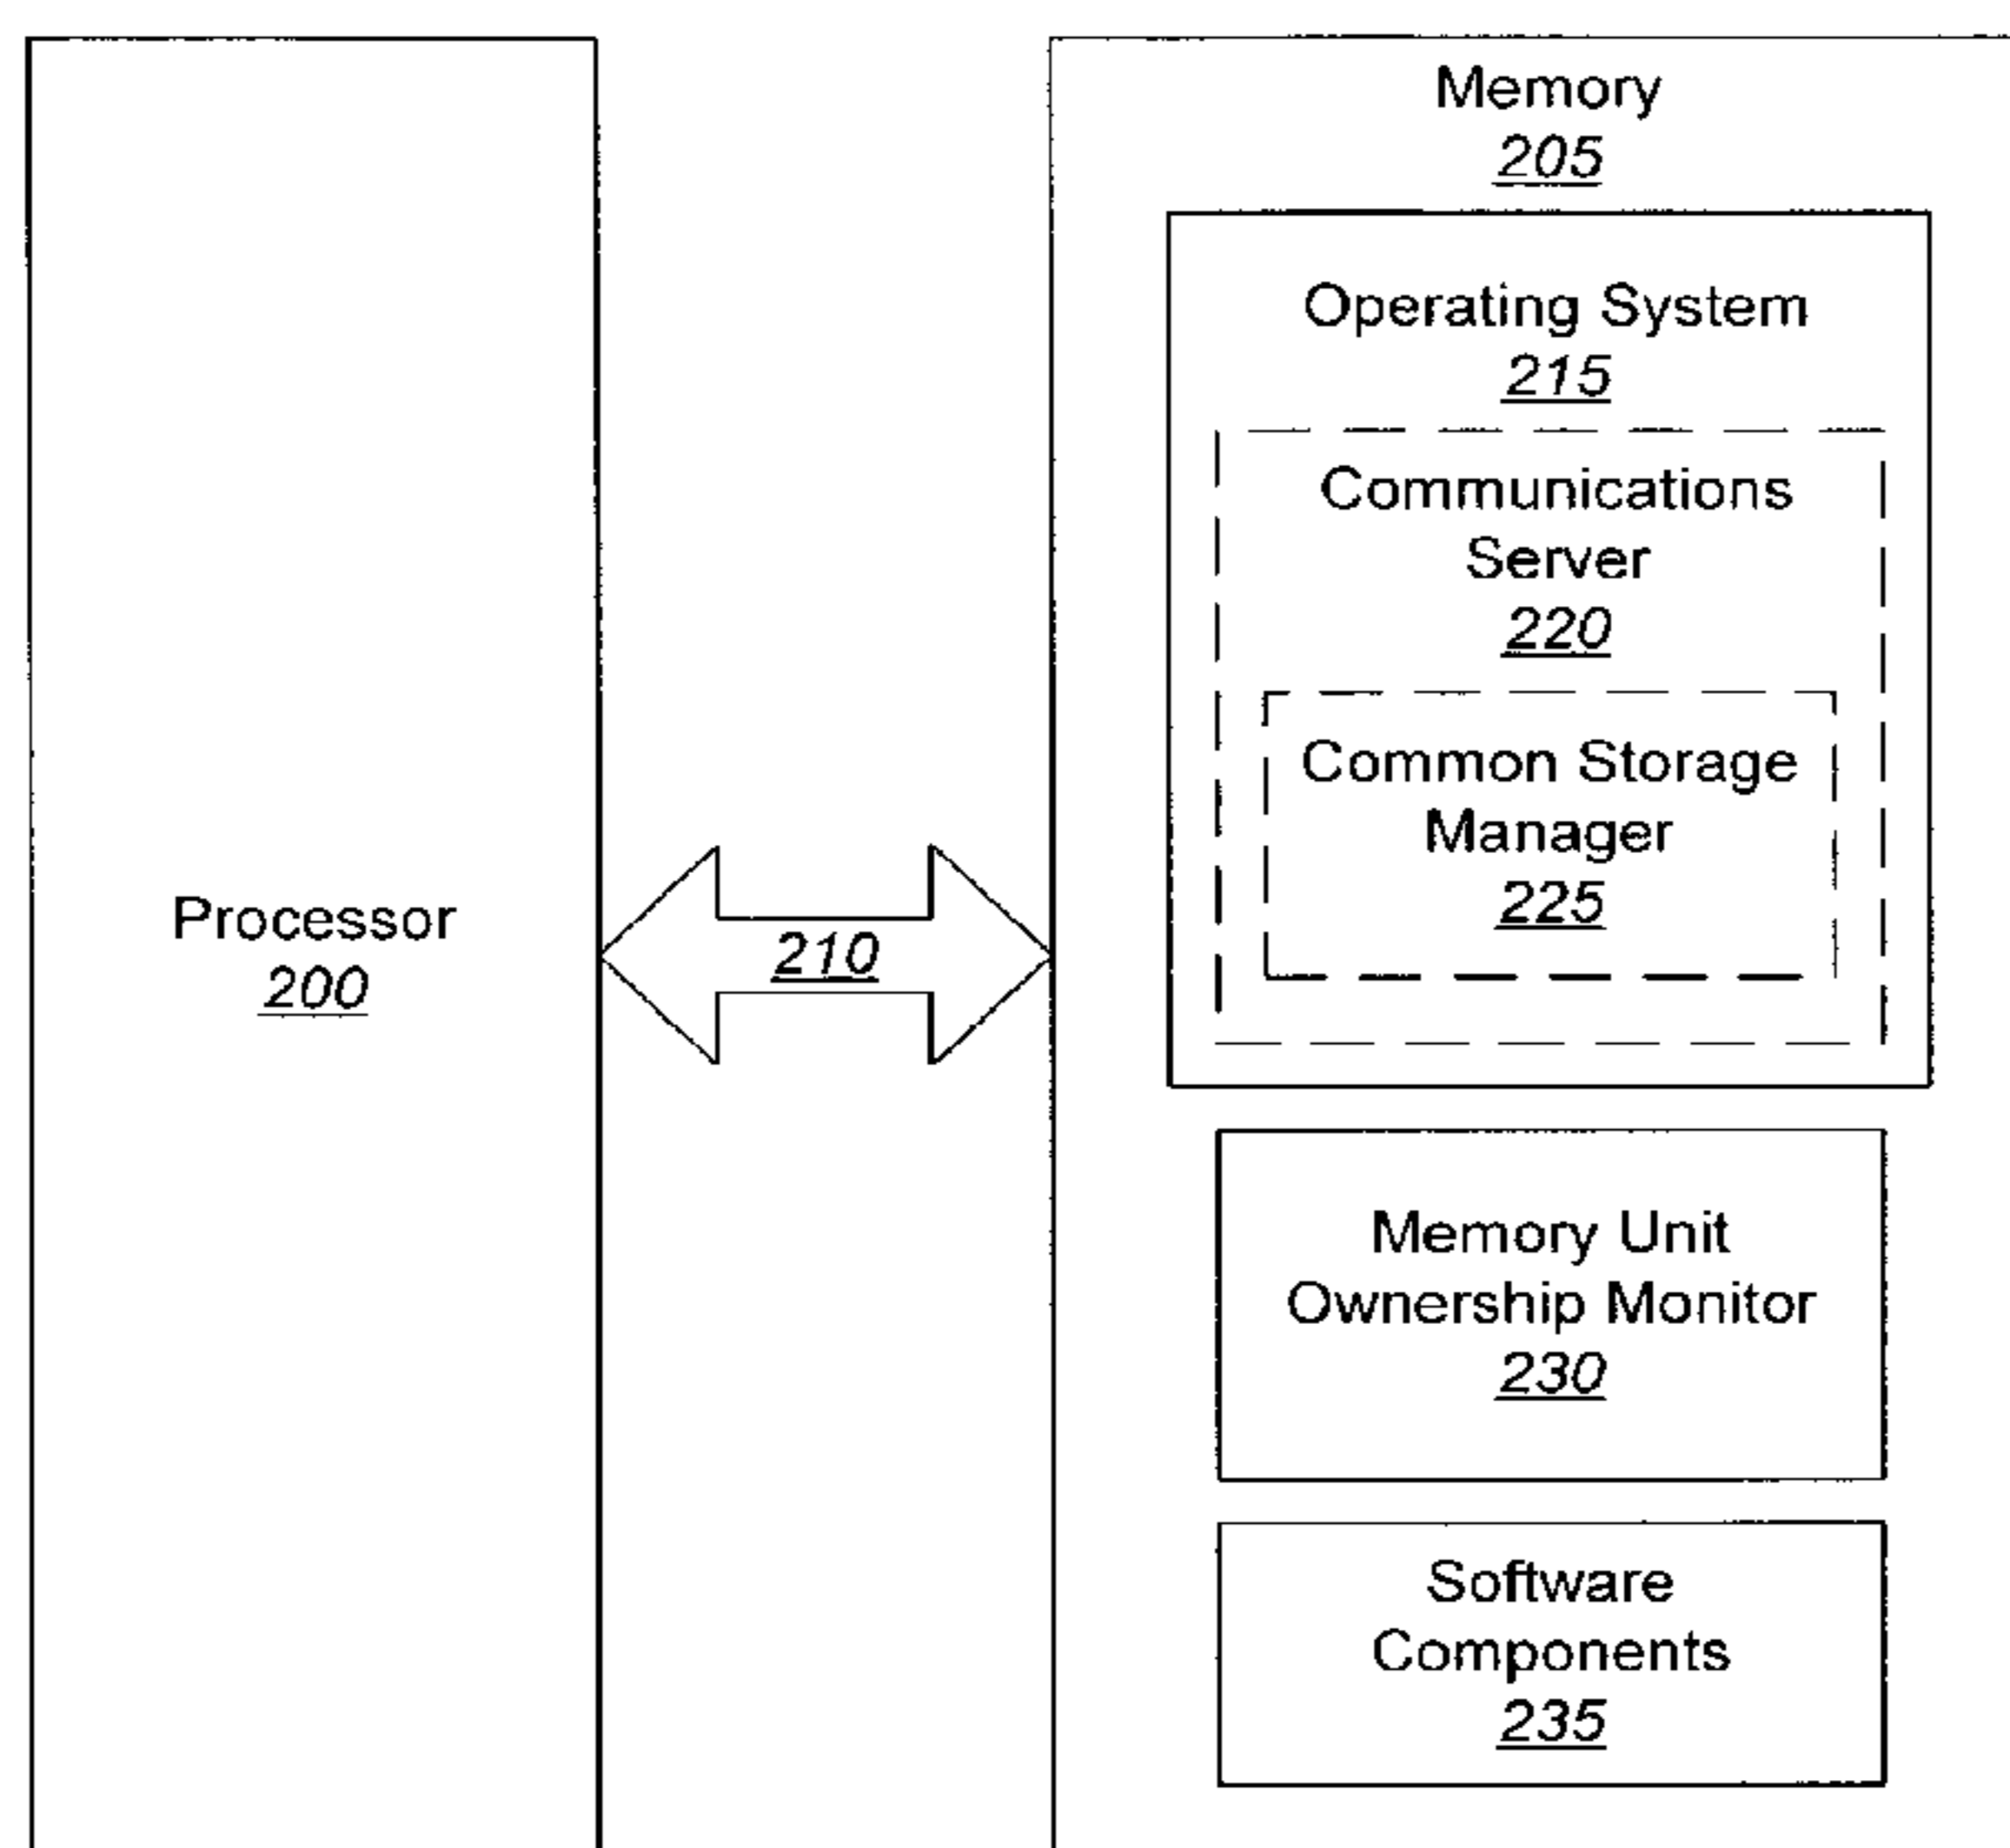 Processor
200
210
Memory
205
Operating System
215
Communications
Server
220
Common Storage
Manager
225
Memory Unit
Ownership Monitor
230
Software
Components
235